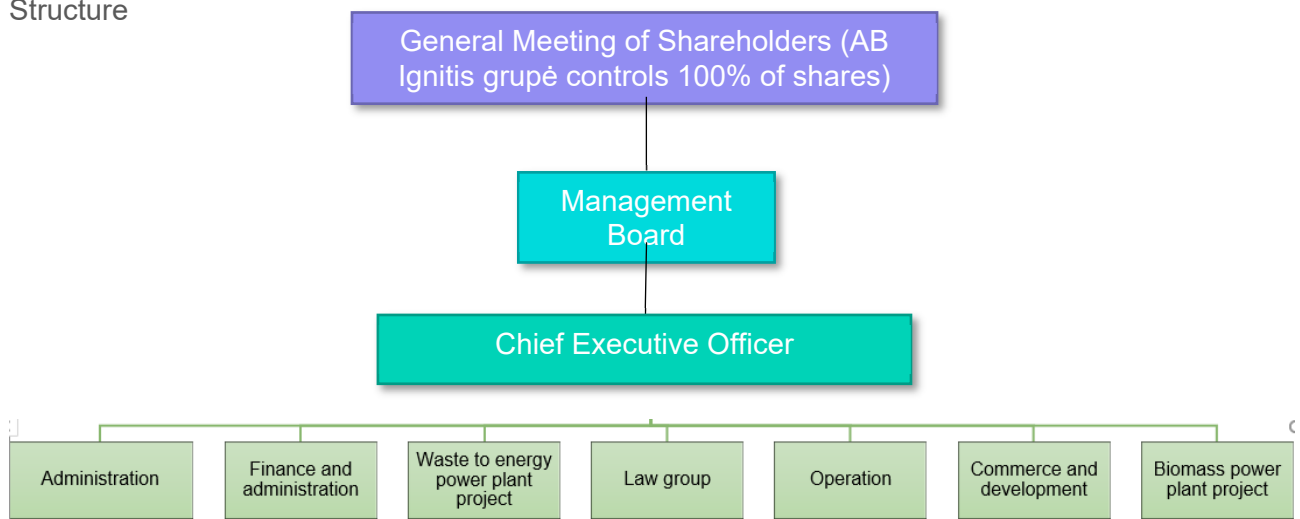 Structure
General Meeting of Shareholders (AB
Ignitis grupė controls 100% of shares)
Management
Board
Chief Executive Officer
Administration
Finance and
administration
Waste to energy
power plant
project
Law group
Operation
Commerce and
development
Biomass power
plant project